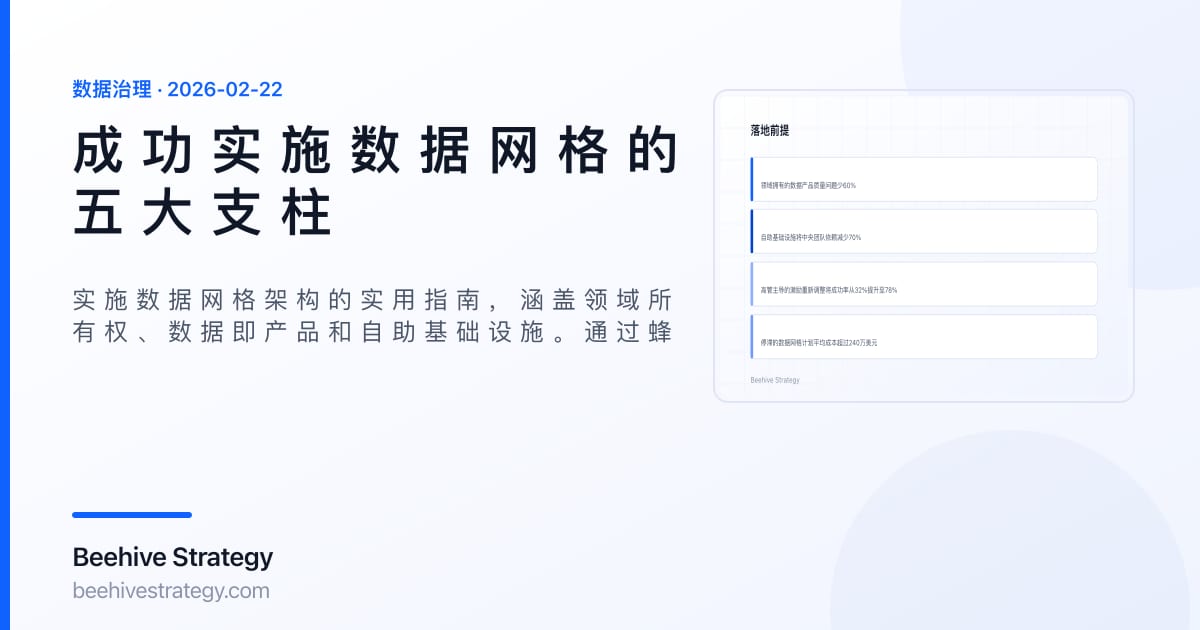 数据治理 · 2026-02-22
成功实施数据网格的
五大支柱
实施数据网格架构的实用指南，涵盖领域所
有权、数据即产品和自助基础设施。通过蜂
Beehive Strategy
beehivestrategy.com
落地前提
领域拥有的数据产品质量问题少60%
自助基础设施将中央团队依赖减少70%
高管主导的激励重新调整将成功率从32%提升至78%
停滞的数据网格计划平均成本超过240万美元
Beehive Strategy